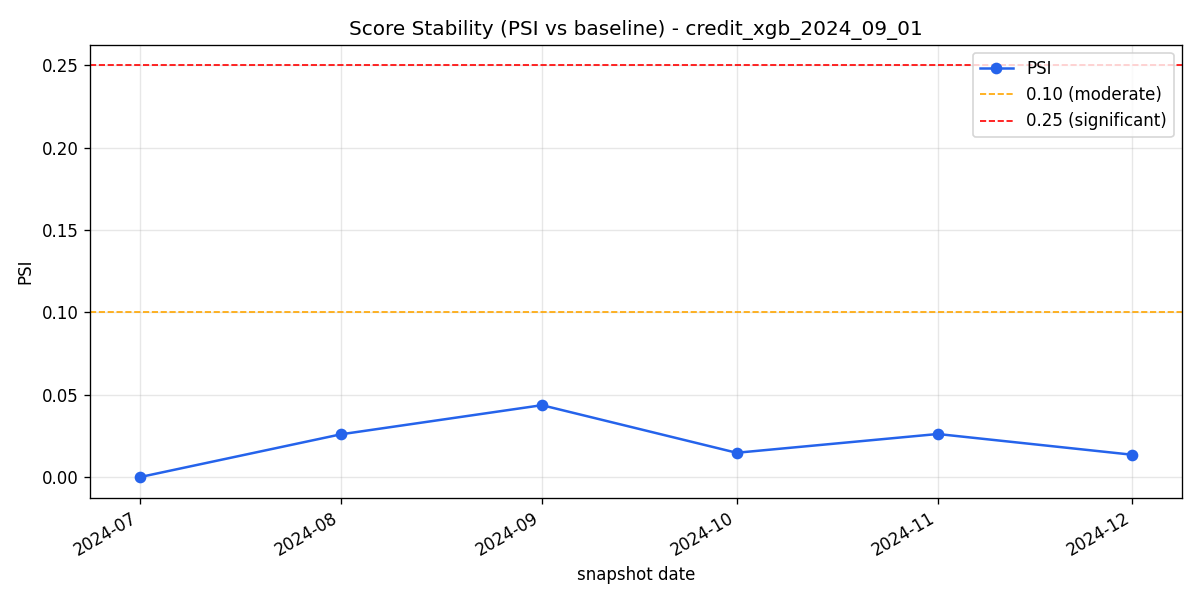 Score Stability (PSI vs baseline) - credit_xgb_2024_09_01
PSI
0.10 (moderate)
0.25 (significant)
0.25
0.20
0.15
0.10
0.05
0.00
PSI
2024-07
2024-08
2024-09
2024-10
2024-11
2024-12
snapshot date